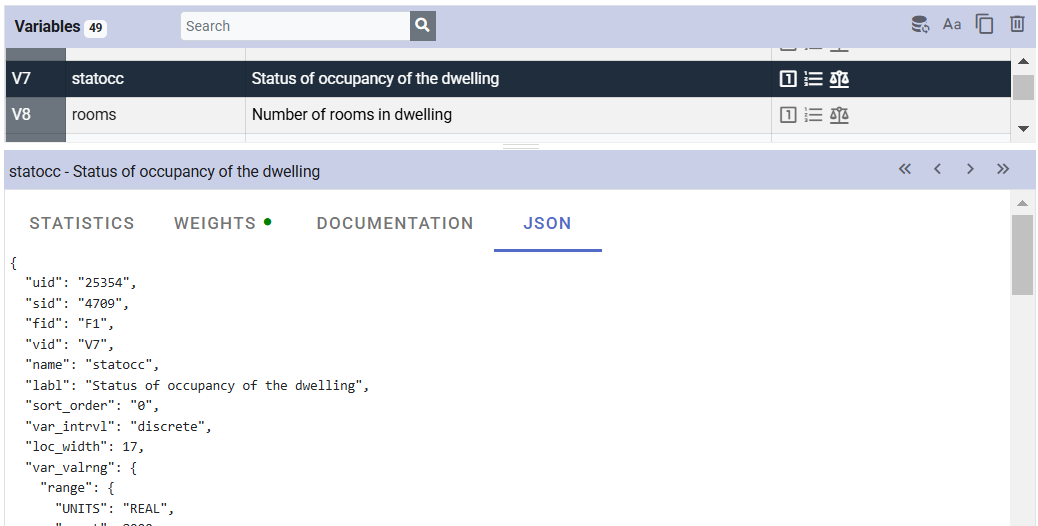 Variables 49 Search Aa
V7 statocc Status of occupancy of the dwelling
V8 rooms Number of rooms in dwelling
statocc - Status of occupancy of the dwelling
STATISTICS WEIGHTS DOCUMENTATION JSON
{
"uid": "25354",
"sid": "4709",
"fid": "F1",
"vid": "V7",
"name": "statocc",
"labl": "Status of occupancy of the dwelling",
"sort_order": "0",
"var_intrvl": "discrete",
"loc_width": 17,
"var_valrng": {
"range": {
"UNITS": "REAL",